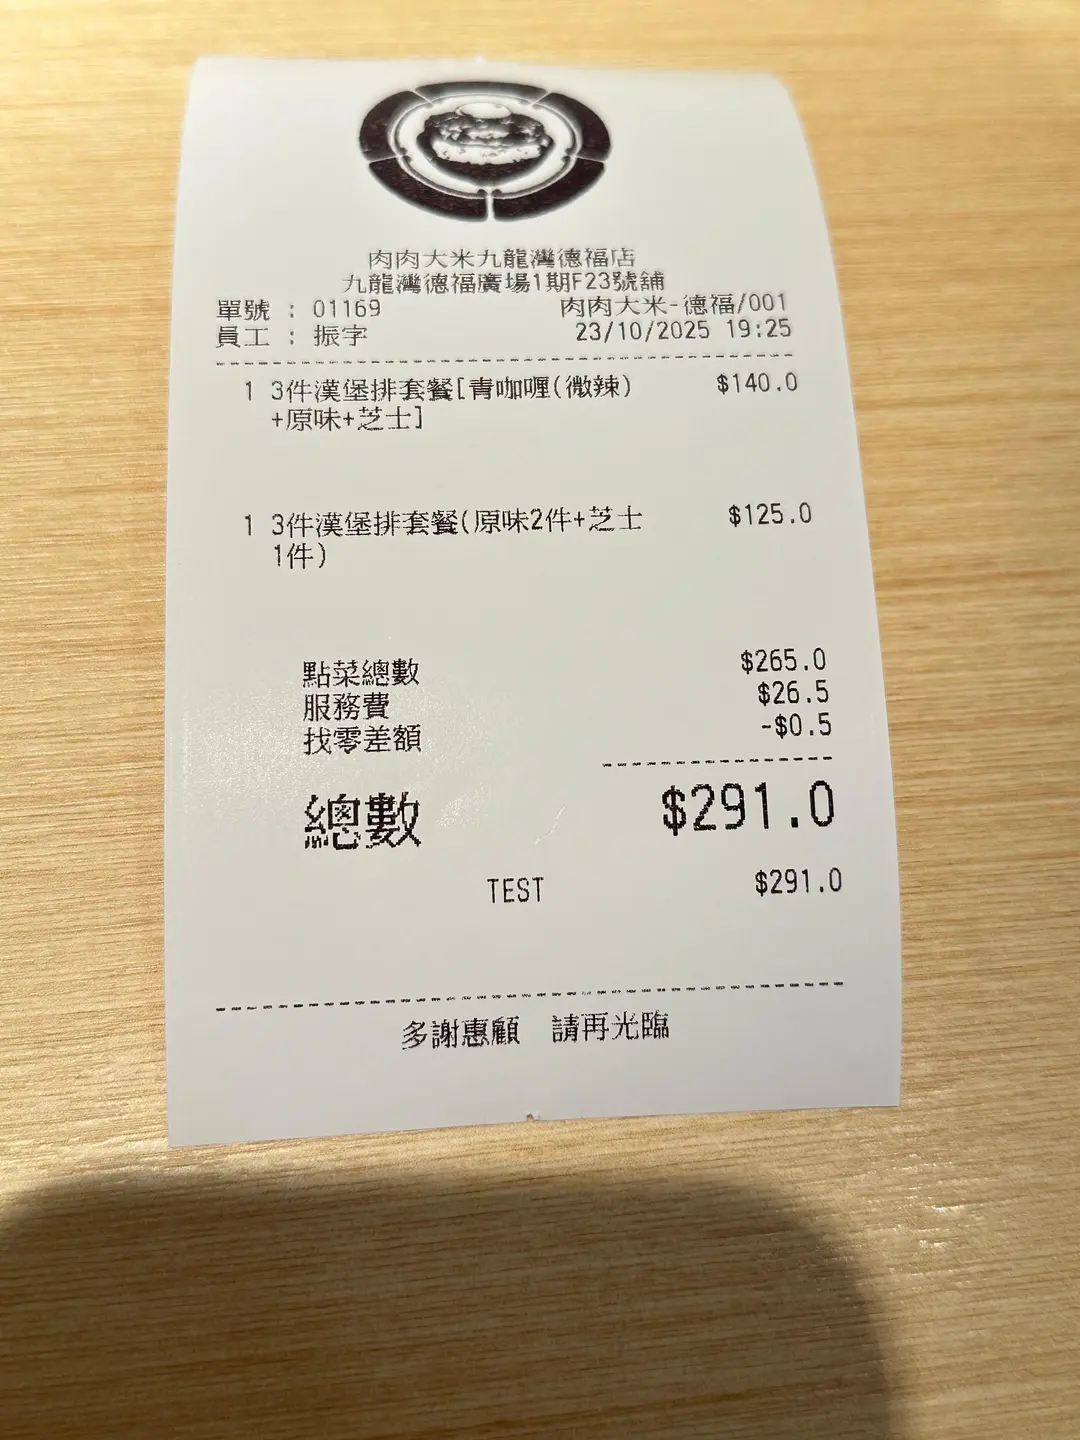 肉肉大米九龍灣德福店
九龍灣德福廣場1期F23號舖
單號 : 01169 肉肉大米-德福/001
員工 : 振宇 23/10/2025 19:25
1 3件漢堡排套餐[青咖喱(微辣) $140.0
+原味+芝士]
1 3件漢堡排套餐(原味2件+芝士 $125.0
1件)
點菜總數 $265.0
服務費 $26.5
找零差額 -$0.5
總數 $291.0
TEST $291.0
多謝惠顧 請再光臨